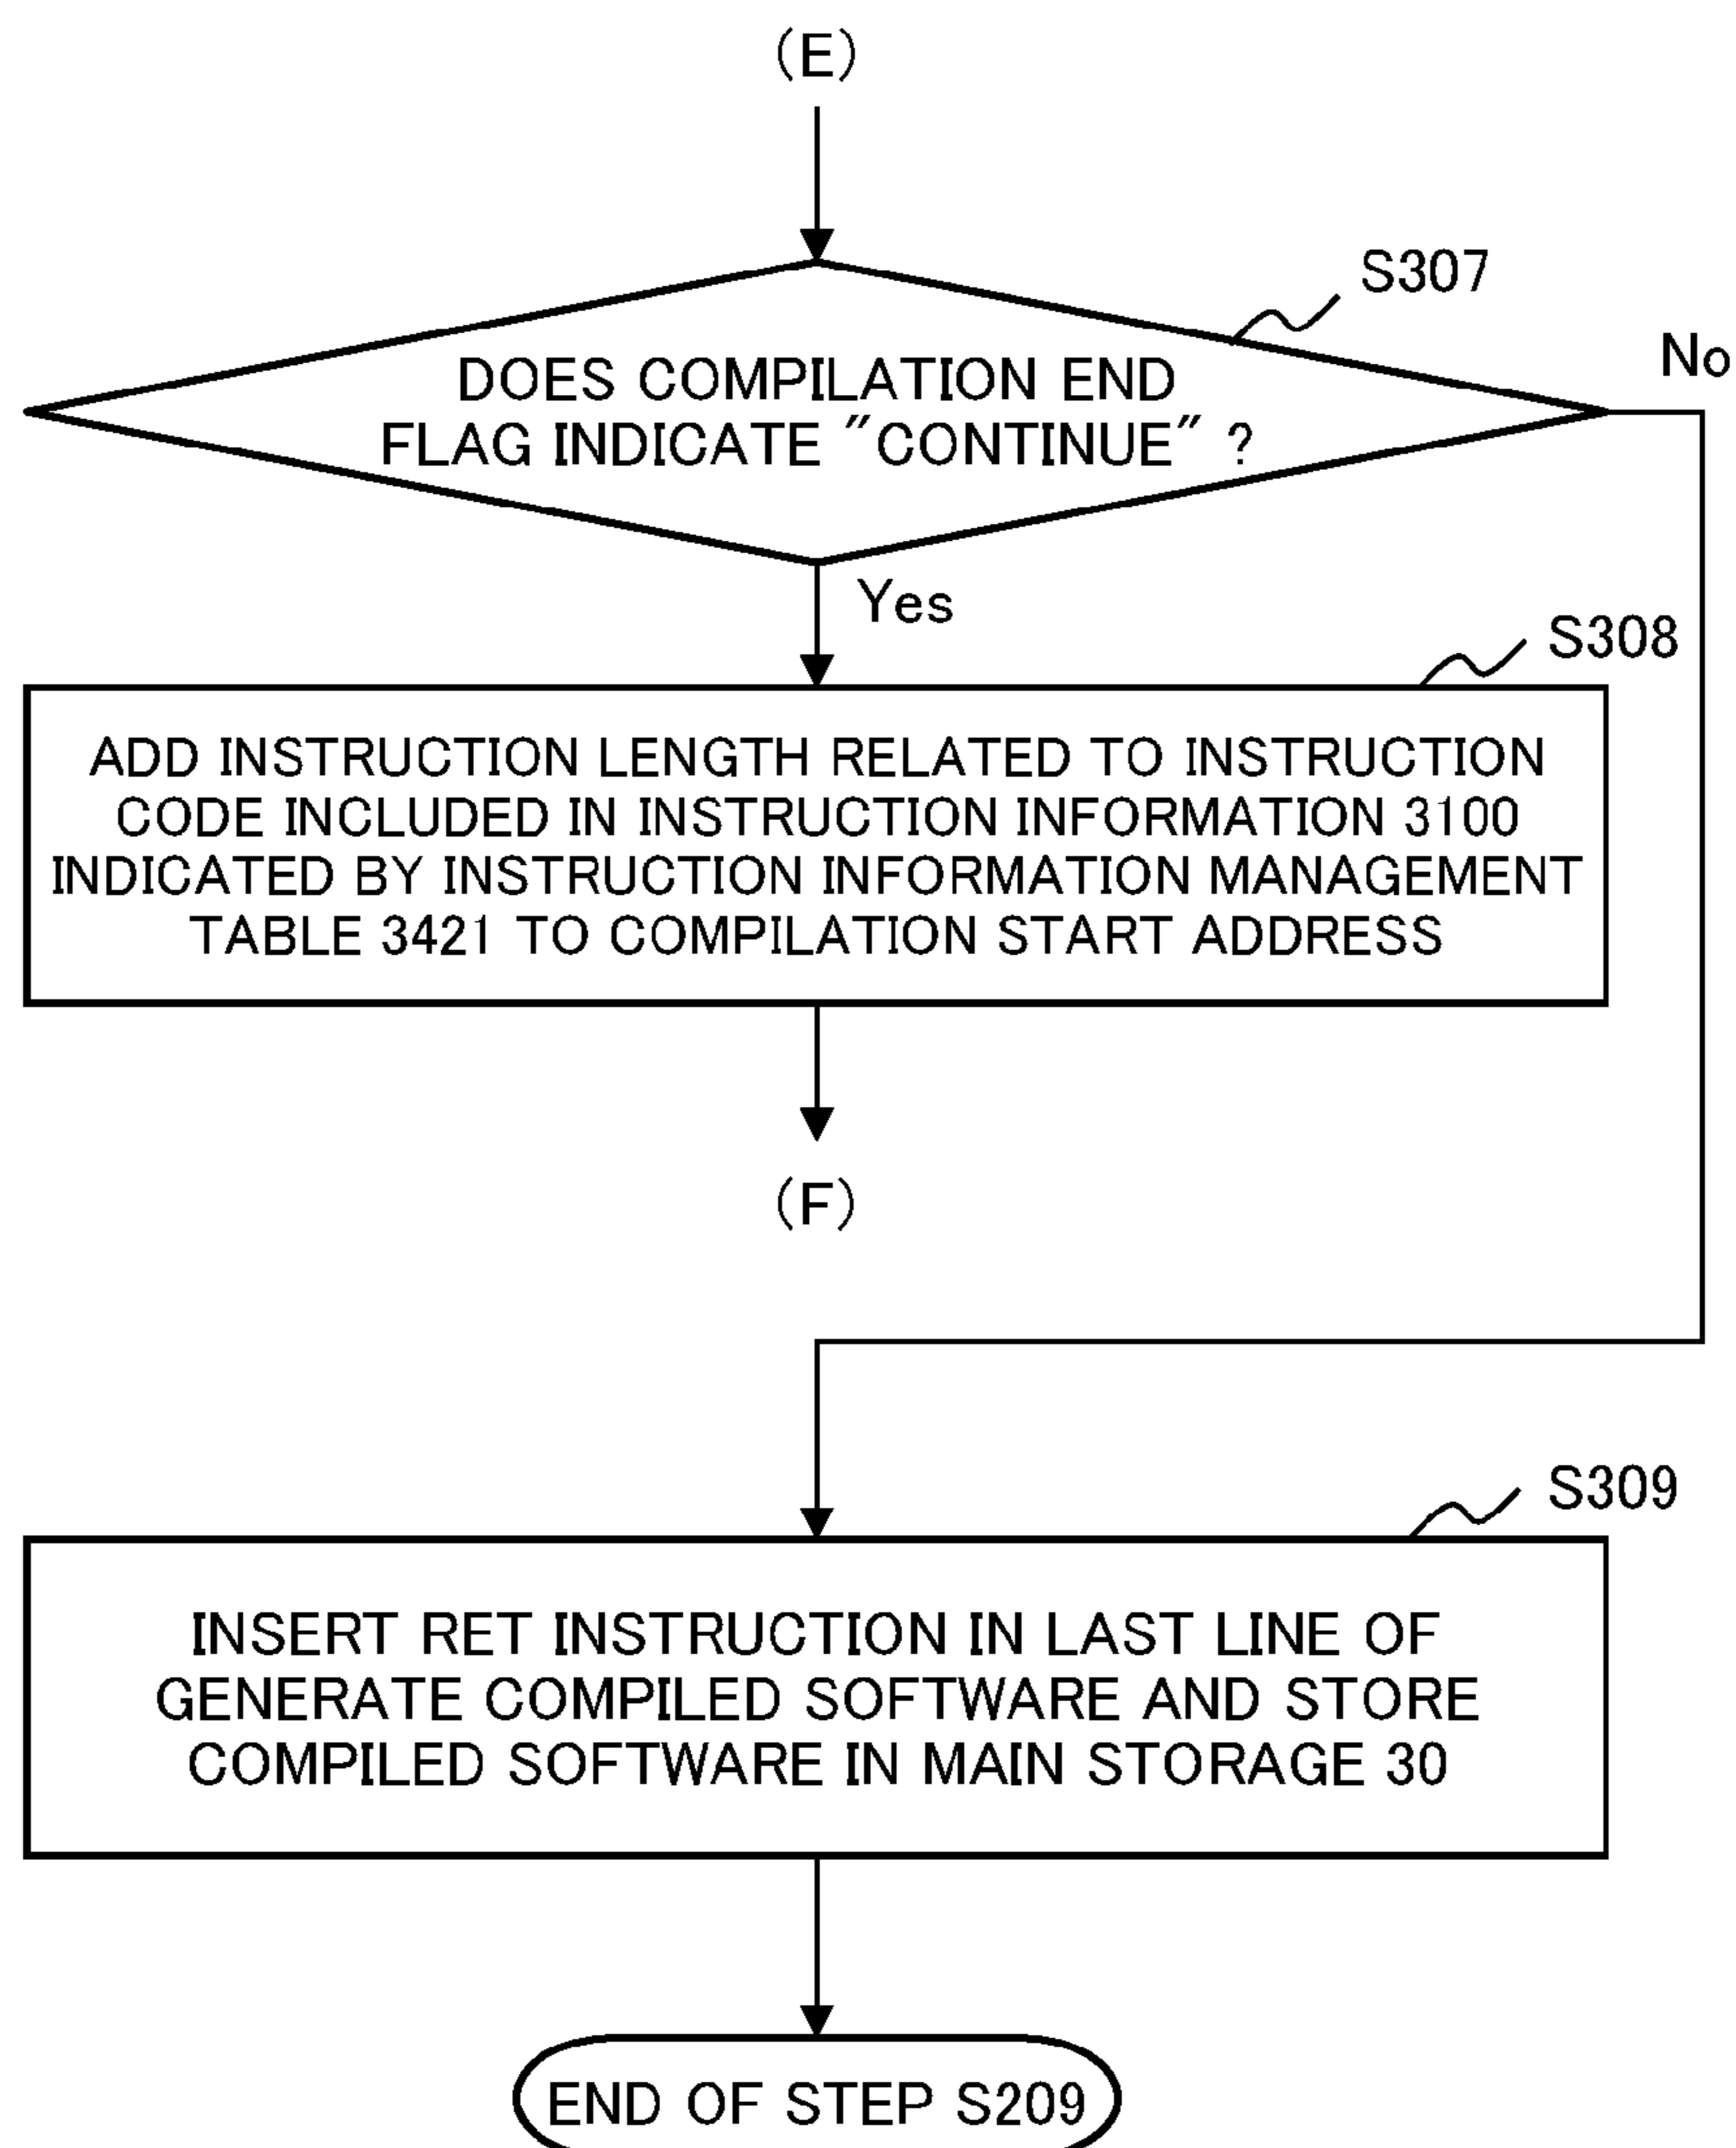 (E)
S307
No
DOES COMPILATION END
FLAG INDICATE "CONTINUE" ?
Yes
S308
ADD INSTRUCTION LENGTH RELATED TO INSTRUCTION
CODE INCLUDED IN INSTRUCTION INFORMATION 3100
INDICATED BY INSTRUCTION INFORMATION MANAGEMENT
TABLE 3421 TO COMPILATION START ADDRESS
(F)
S309
INSERT RET INSTRUCTION IN LAST LINE OF
GENERATE COMPILED SOFTWARE AND STORE
COMPILED SOFTWARE IN MAIN STORAGE 30
END OF STEP S209